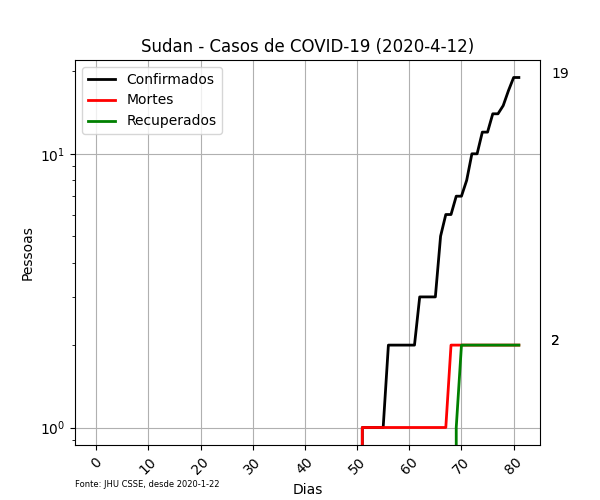 Sudan - Casos de COVID-19 (2020-4-12)
Confirmados
Mortes
Recuperados
19
2
10¹
10⁰
Pessoas
0 10 20 30 40 50 60 70 80
Dias
Fonte: JHU CSSE, desde 2020-1-22